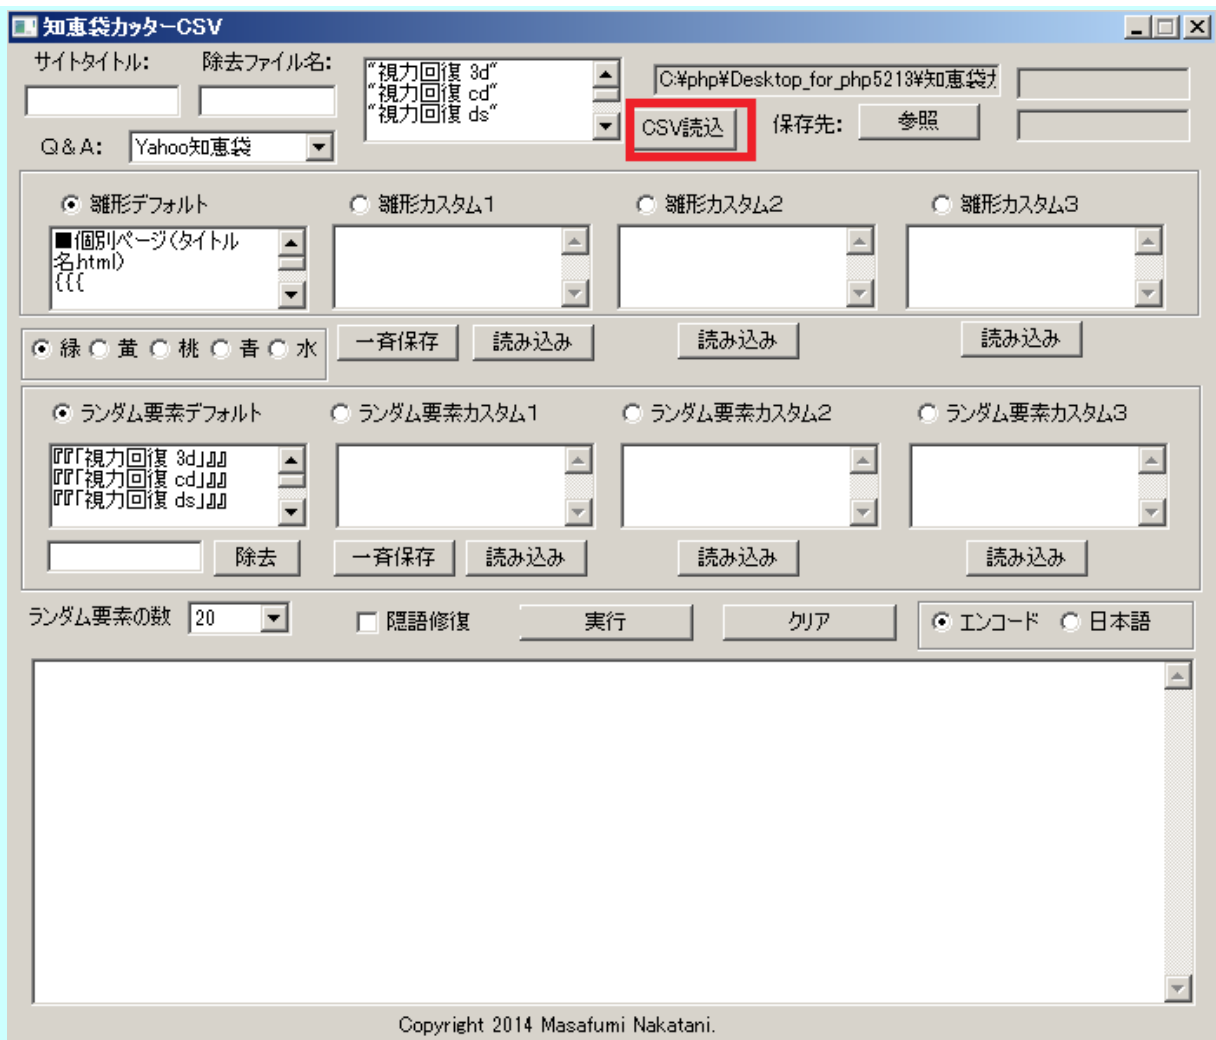 知恵袋カッターCSV
サイトタイトル:
除去ファイル名:
"視力回復 3d"
"視力回復 cd"
"視力回復 ds"
C:¥php¥Desktop_for_php5213¥知恵袋
CSV読込
保存先:
参照
Q&A:
Yahoo知恵袋
雛形デフォルト
雛形カスタム1
雛形カスタム2
雛形カスタム3
■個別ページ(タイトル
名.html)
{{{
緑 黄 桃 青 水
一斉保存
読み込み
読み込み
読み込み
ランダム要素デフォルト
ランダム要素カスタム1
ランダム要素カスタム2
ランダム要素カスタム3
『『「視力回復 3d」』』
『『「視力回復 cd」』』
『『「視力回復 ds」』』
除去
一斉保存
読み込み
読み込み
読み込み
ランダム要素の数
20
隠語修復
実行
クリア
エンコード
日本語
Copyright 2014 Masafumi Nakatani.